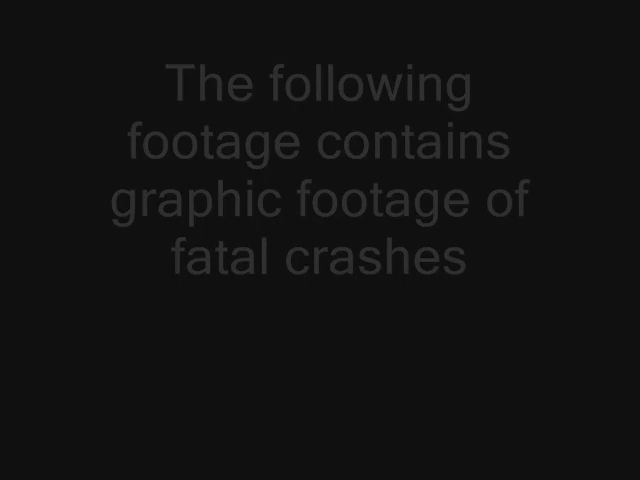 The following
footage contains
graphic footage of
fatal crashes